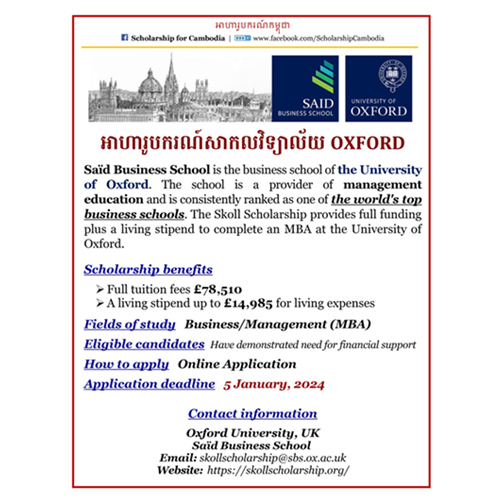 អាហារូបករណ៍កម្ពុជា
Scholarship for Cambodia | www.facebook.com/ScholarshipCambodia
SAÏD
BUSINESS SCHOOL
UNIVERSITY OF
OXFORD
អាហារូបករណ៍សាកលវិទ្យាល័យ OXFORD
Saïd Business School is the business school of the University
of Oxford. The school is a provider of management
education and is consistently ranked as one of the world's top
business schools. The Skoll Scholarship provides full funding
plus a living stipend to complete an MBA at the University of
Oxford.
Scholarship benefits
➢ Full tuition fees £78,510
➢ A living stipend up to £14,985 for living expenses
Fields of study Business/Management (MBA)
Eligible candidates Have demonstrated need for financial support
How to apply Online Application
Application deadline 5 January, 2024
Contact information
Oxford University, UK
Saïd Business School
Email: skollscholarship@sbs.ox.ac.uk
Website: https://skollscholarship.org/